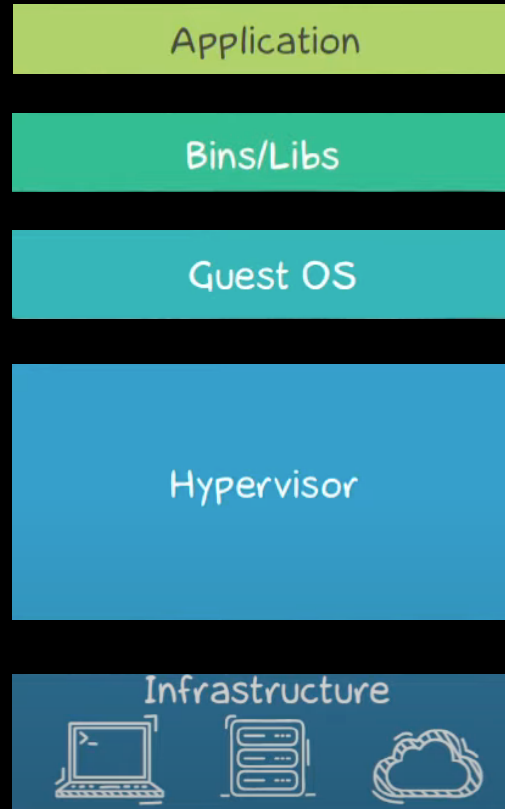 Application
Bins/Libs
Guest OS
Hypervisor
Infrastructure
>_